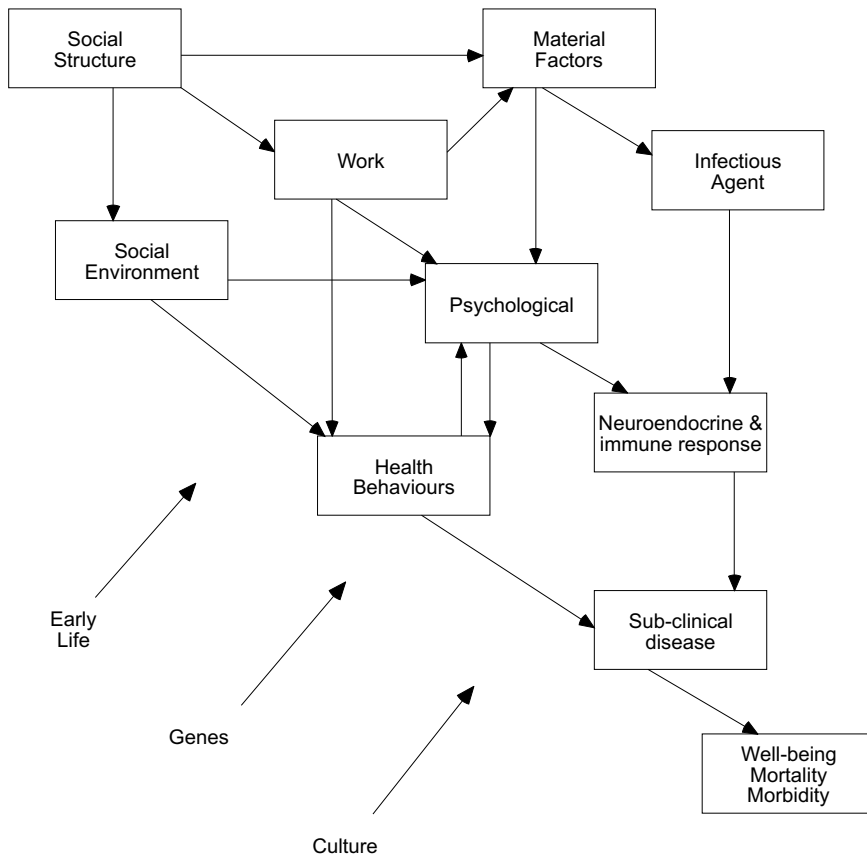 Social
Structure
Material
Factors
Work
Infectious
Agent
Social
Environment
Psychological
Neuroendocrine &
immune response
Health
Behaviours
Early
Life
Sub-clinical
disease
Genes
Well-being
Mortality
Morbidity
Culture